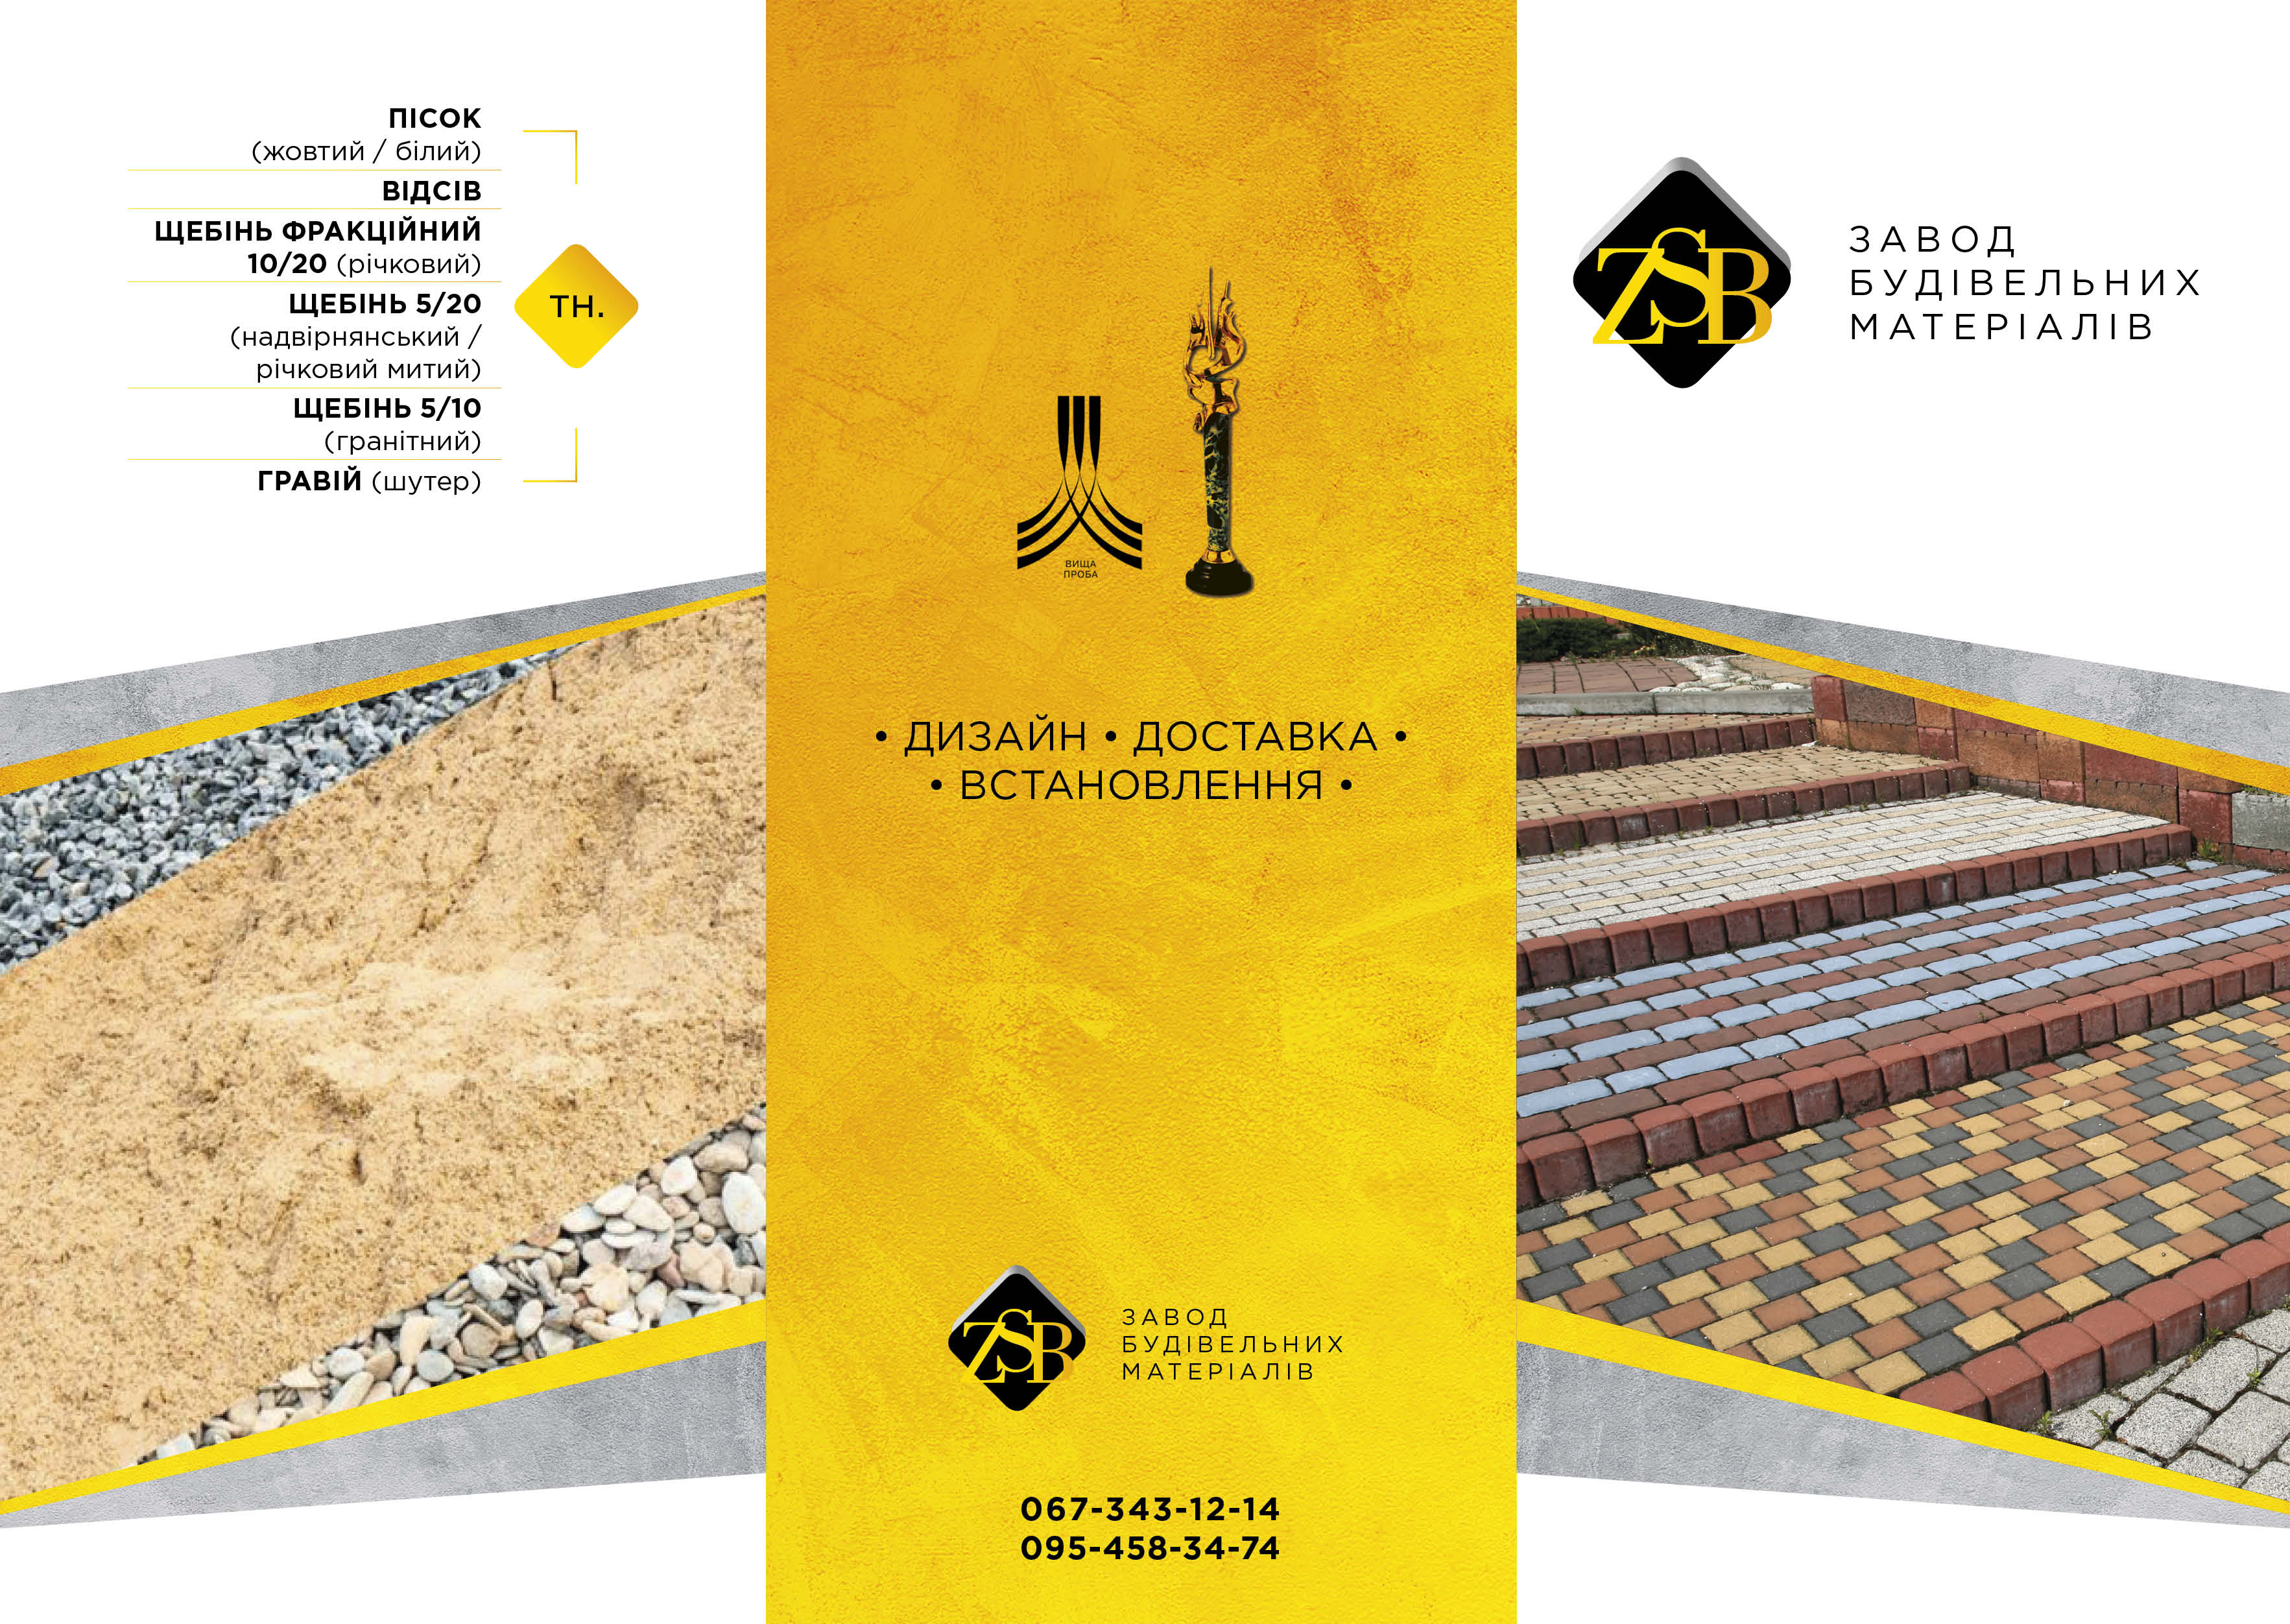 ПІСОК
(жовтий / білий)
ВІДСІВ
ЩЕБІНЬ ФРАКЦІЙНИЙ
10/20 (річковий)
ЩЕБІНЬ 5/20
(надвірнянський /
річковий митий)
ЩЕБІНЬ 5/10
(гранітний)
ГРАВІЙ (шутер)
ТН.
ВИЩА
ПРОБА
• ДИЗАЙН • ДОСТАВКА •
• ВСТАНОВЛЕННЯ •
ZSB
ЗАВОД
БУДІВЕЛЬНИХ
МАТЕРІАЛІВ
067-343-12-14
095-458-34-74
ZSB
ЗАВОД
БУДІВЕЛЬНИХ
МАТЕРІАЛІВ